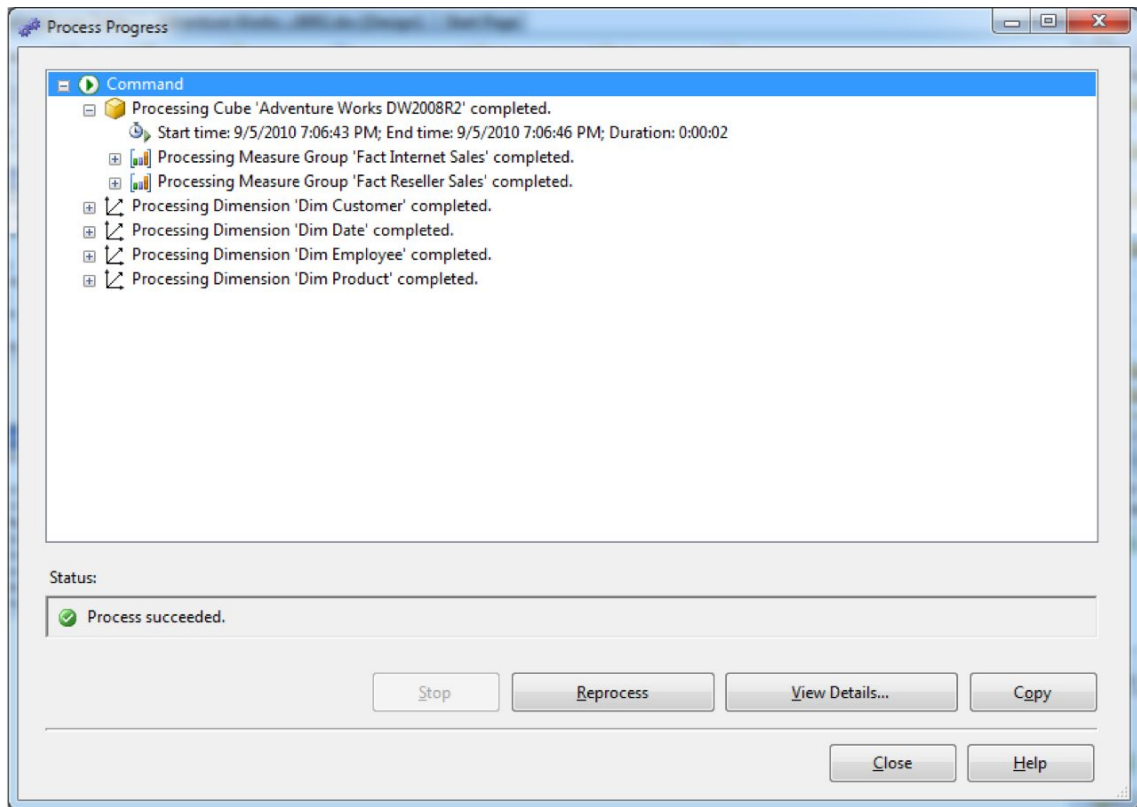 Process Progress
Command
Processing Cube 'Adventure Works DW2008R2' completed.
Start time: 9/5/2010 7:06:43 PM; End time: 9/5/2010 7:06:46 PM; Duration: 0:00:02
Processing Measure Group 'Fact Internet Sales' completed.
Processing Measure Group 'Fact Reseller Sales' completed.
Processing Dimension 'Dim Customer' completed.
Processing Dimension 'Dim Date' completed.
Processing Dimension 'Dim Employee' completed.
Processing Dimension 'Dim Product' completed.
Status:
Process succeeded.
Stop Reprocess View Details... Copy
Close Help